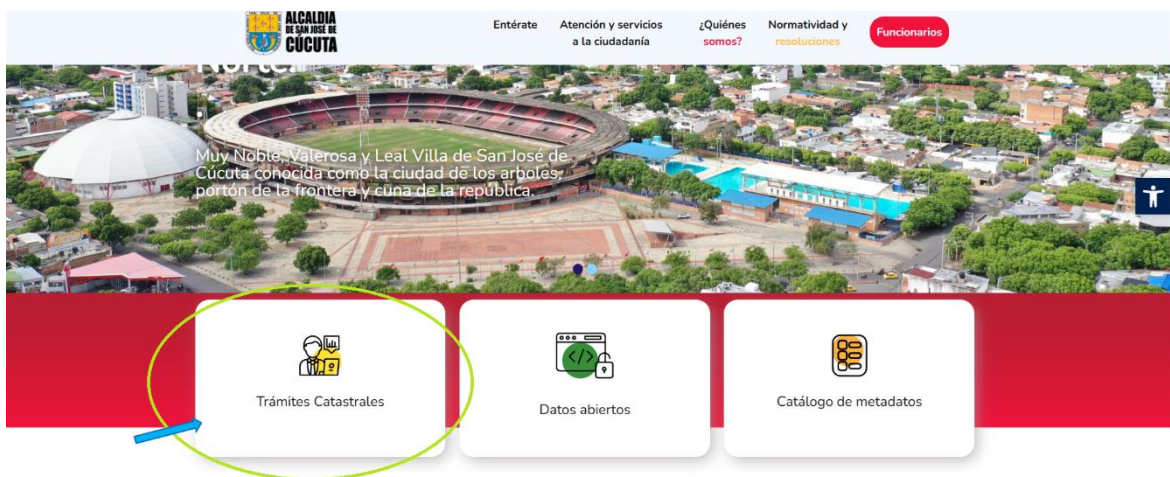 ALCALDIA
DE SAN JOSÉ DE
CÚCUTA
Entérate
Atención y servicios
a la ciudadanía
¿Quiénes
somos?
Normatividad y
resoluciones
Funcionarios
Norte.
Muy Noble, Valerosa y Leal Villa de San José de
Cúcuta conocida como la ciudad de los arboles,
portón de la frontera y cuna de la república.
Trámites Catastrales
Datos abiertos
Catálogo de metadatos